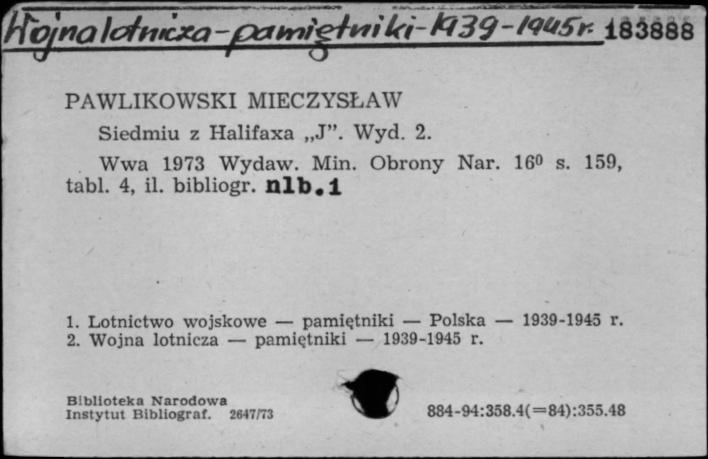 Wojna lotnicza - pamiętniki - 1939 - 1945 r. 183888
PAWLIKOWSKI MIECZYSŁAW
Siedmiu z Halifaxa „J”. Wyd. 2.
Wwa 1973 Wydaw. Min. Obrony Nar. 16⁰ s. 159,
tabl. 4, il. bibliogr. nlb.1
1. Lotnictwo wojskowe — pamiętniki — Polska — 1939-1945 r.
2. Wojna lotnicza — pamiętniki — 1939-1945 r.
Biblioteka Narodowa
Instytut Bibliograf. 2647/73
884-94:358.4(=84):355.48